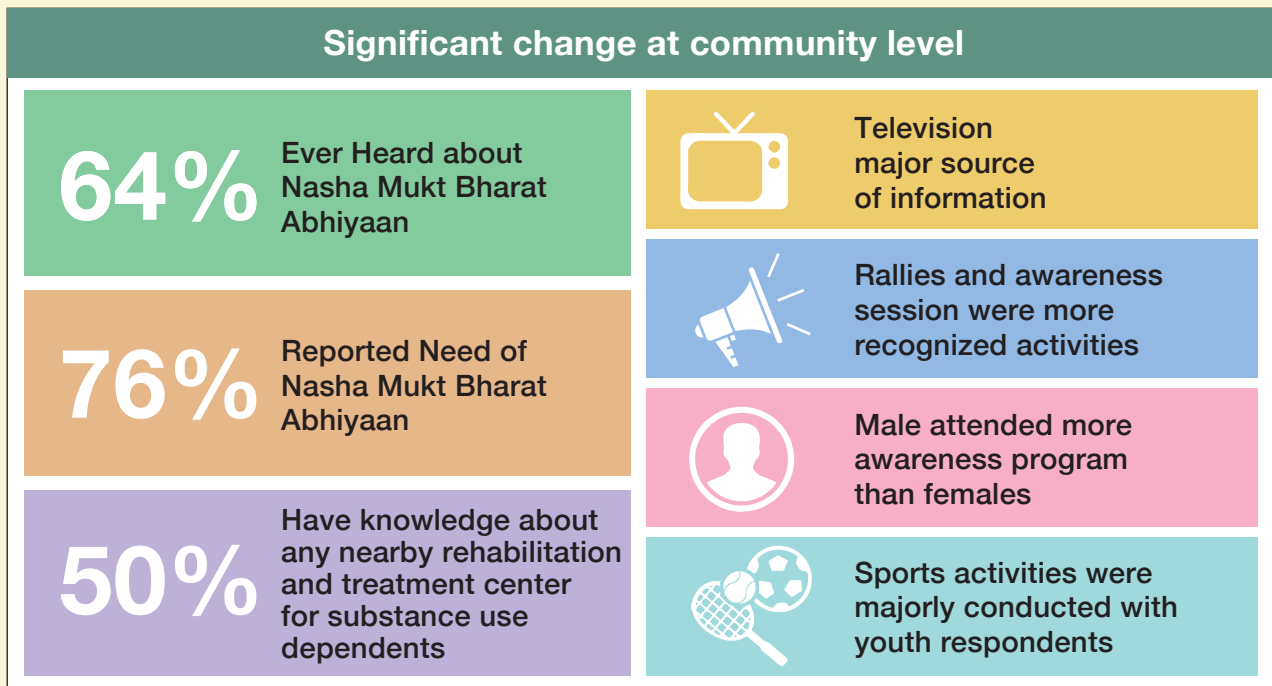 Significant change at community level
64%
Ever Heard about
Nasha Mukt Bharat
Abhiyaan
76%
Reported Need of
Nasha Mukt Bharat
Abhiyaan
50%
Have knowledge about
any nearby rehabilitation
and treatment center
for substance use
dependents
Television
major source
of information
Rallies and awareness
session were more
recognized activities
Male attended more
awareness program
than females
Sports activities were
majorly conducted with
youth respondents